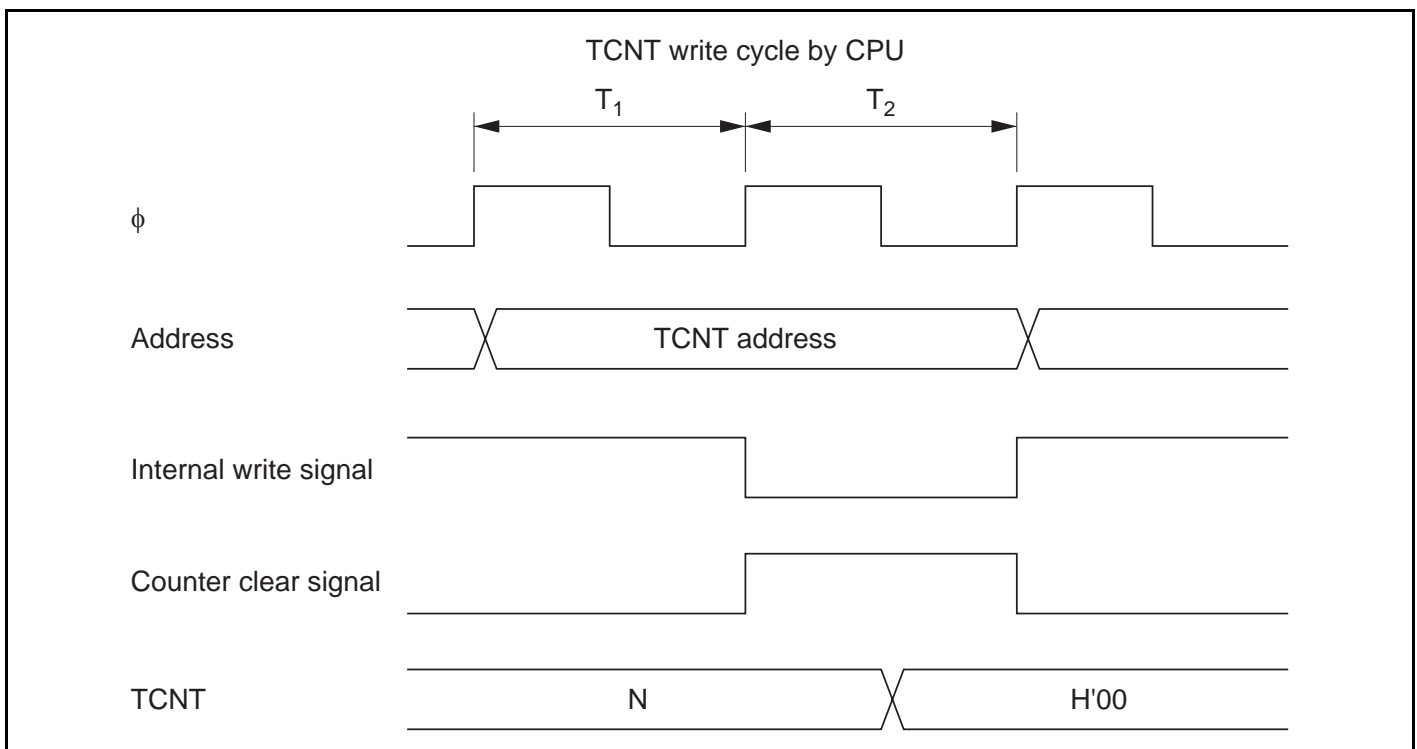 TCNT write cycle by CPU
T₁ T₂
ϕ
Address TCNT address
Internal write signal
Counter clear signal
TCNT N H'00